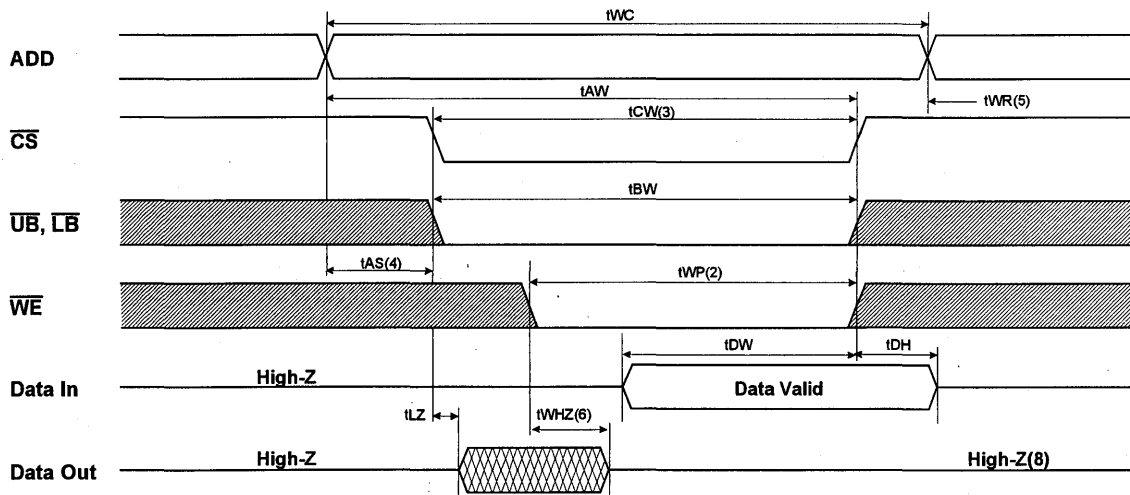 tWC
ADD
tAW
tWR(5)
tCW(3)
CS
tBW
UB, LB
tAS(4)
tWP(2)
WE
tDW
tDH
High-Z
Data In
Data Valid
tLZ
tWHZ(6)
High-Z
High-Z(8)
Data Out